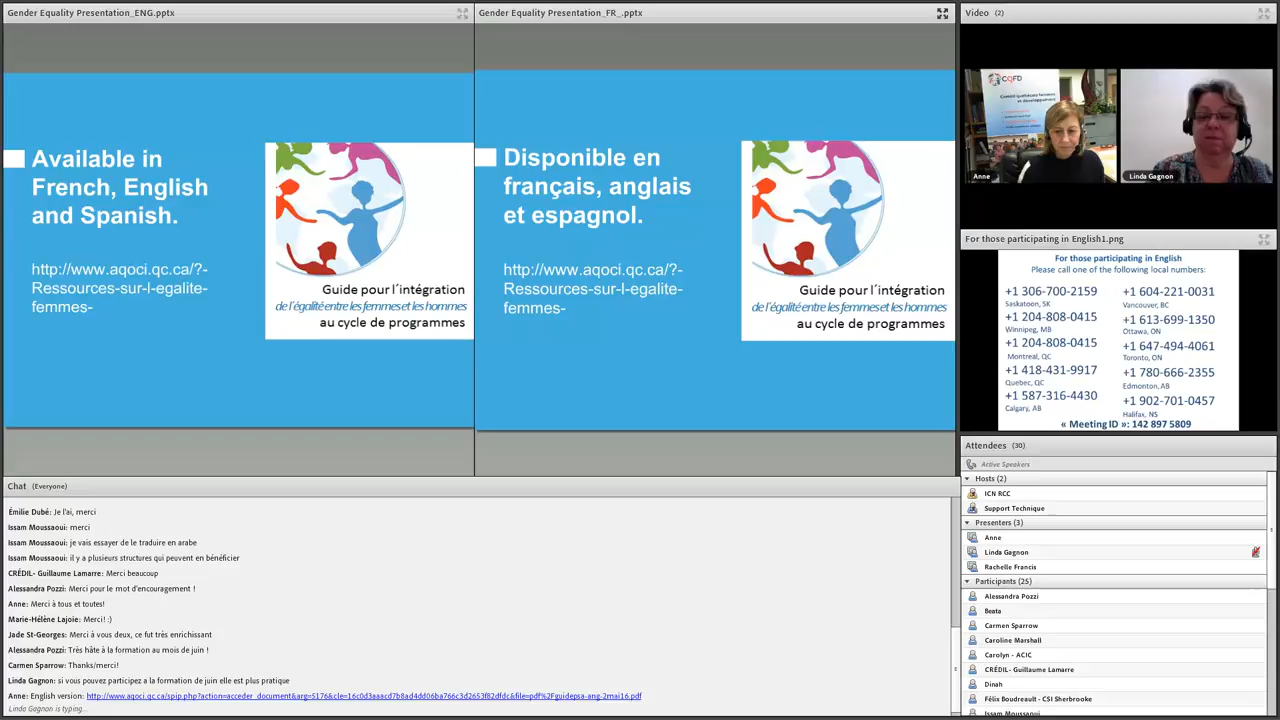 Gender Equality Presentation_ENG.pptx
Available in
French, English
and Spanish.
http://www.aqoci.qc.ca/?-
Ressources-sur-l-egalite-
femmes-
Guide pour l´intégration
de l´égalité entre les femmes et les hommes
au cycle de programmes
Gender Equality Presentation_FR_.pptx
Disponible en
français, anglais
et espagnol.
http://www.aqoci.qc.ca/?-
Ressources-sur-l-egalite-
femmes-
Guide pour l´intégration
de l´égalité entre les femmes et les hommes
au cycle de programmes
Video (2)
CQFD
Anne
Linda Gagnon
For those participating in English1.png
For those participating in English
Please call one of the following local numbers:
+1 306-700-2159
Saskatoon, SK
+1 204-808-0415
Winnipeg, MB
+1 204-808-0415
Montreal, QC
+1 418-431-9917
Quebec, QC
+1 587-316-4430
Calgary, AB
+1 604-221-0031
Vancouver, BC
+1 613-699-1350
Ottawa, ON
+1 647-494-4061
Toronto, ON
+1 780-666-2355
Edmonton, AB
+1 902-701-0457
Halifax, NS
« Meeting ID »: 142 897 5809
Attendees (30)
Active Speakers
Hosts (2)
ICN RCC
Support Technique
Presenters (3)
Anne
Linda Gagnon
Rachelle Francis
Participants (25)
Alessandra Pozzi
Beata
Carmen Sparrow
Caroline Marshall
Carolyn - ACIC
CRÉDIL- Guillaume Lamarre
Dinah
Félix Boudreault - CSI Sherbrooke
Issam Moussaoui
Chat (Everyone)
Émilie Dubé: Je l'ai, merci
Issam Moussaoui: merci
Issam Moussaoui: je vais essayer de le traduire en arabe
Issam Moussaoui: il y a plusieurs structures qui peuvent en bénéficier
CRÉDIL- Guillaume Lamarre: Merci beaucoup
Alessandra Pozzi: Merci pour le mot d'encouragement !
Anne: Merci à tous et toutes!
Marie-Hélène Lajoie: Merci! :)
Jade St-Georges: Merci à vous deux, ce fut très enrichissant
Alessandra Pozzi: Très hâte à la formation au mois de juin !
Carmen Sparrow: Thanks/merci!
Linda Gagnon: si vous pouvez participez a la formation de juin elle est plus pratique
Anne: English version: http://www.aqoci.qc.ca/spip.php?action=acceder_document&arg=5176&cle=16c0d3aaacd7b8ad4dd06ba766c3d2653f82dfdc&file=pdf%2Fguidepsa-ang-2mai16.pdf
Linda Gagnon is typing...